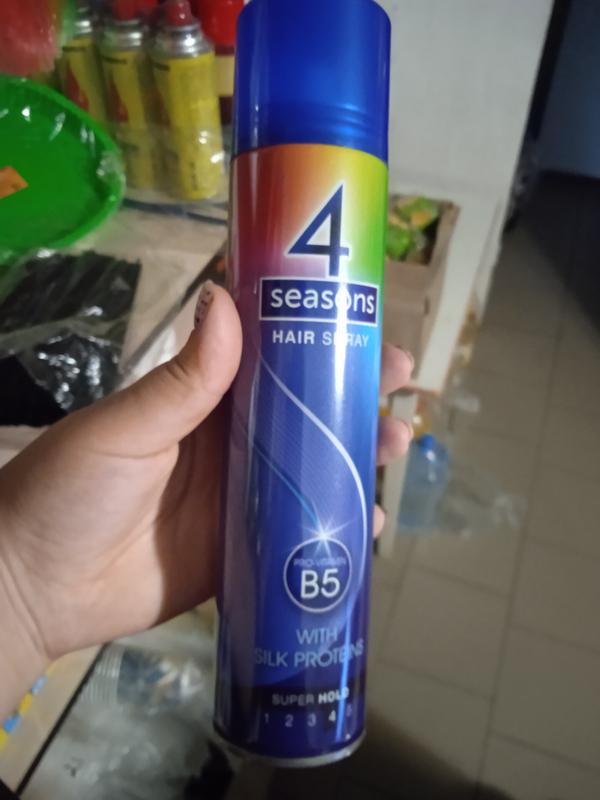 4
seasons
HAIR SPRAY
PRO-VITAMIN
B5
WITH
SILK PROTEINS
SUPER HOLD
1 2 3 4